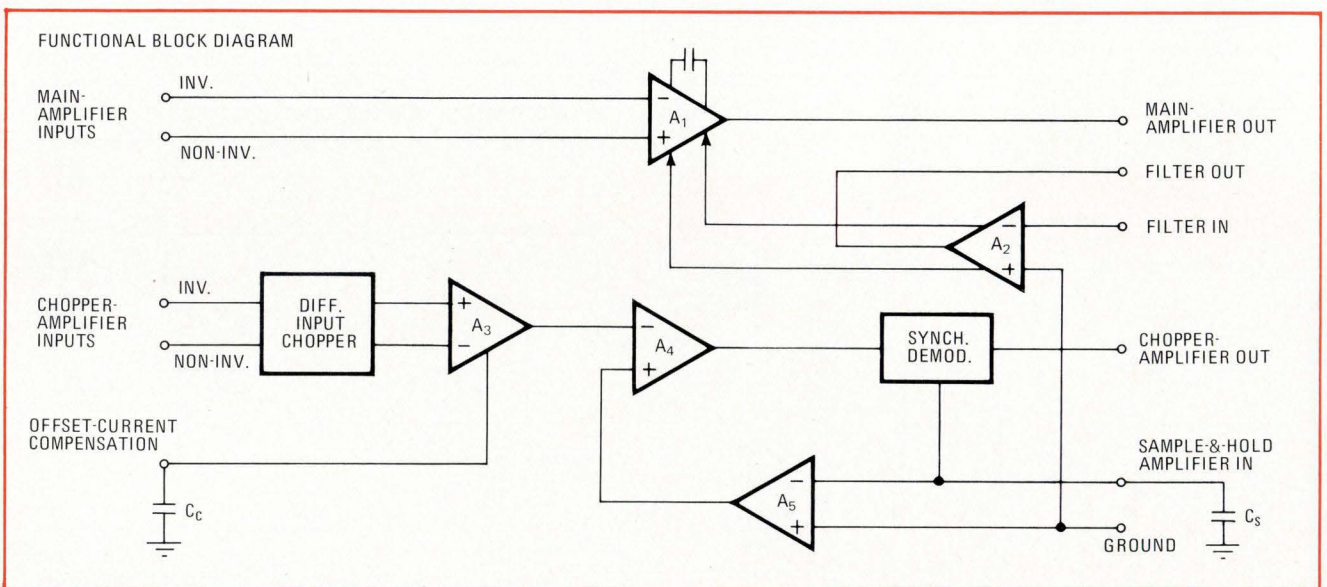 FUNCTIONAL BLOCK DIAGRAM
MAIN-
AMPLIFIER
INPUTS
INV.
NON-INV.
−
A1
+
MAIN-
AMPLIFIER OUT
FILTER OUT
FILTER IN
−
A2
+
CHOPPER-
AMPLIFIER
INPUTS
INV.
NON-INV.
DIFF.
INPUT
CHOPPER
+
A3
−
−
A4
+
SYNCH.
DEMOD.
CHOPPER-
AMPLIFIER OUT
OFFSET-CURRENT
COMPENSATION
CC
−
A5
+
SAMPLE-&-HOLD
AMPLIFIER IN
CS
GROUND